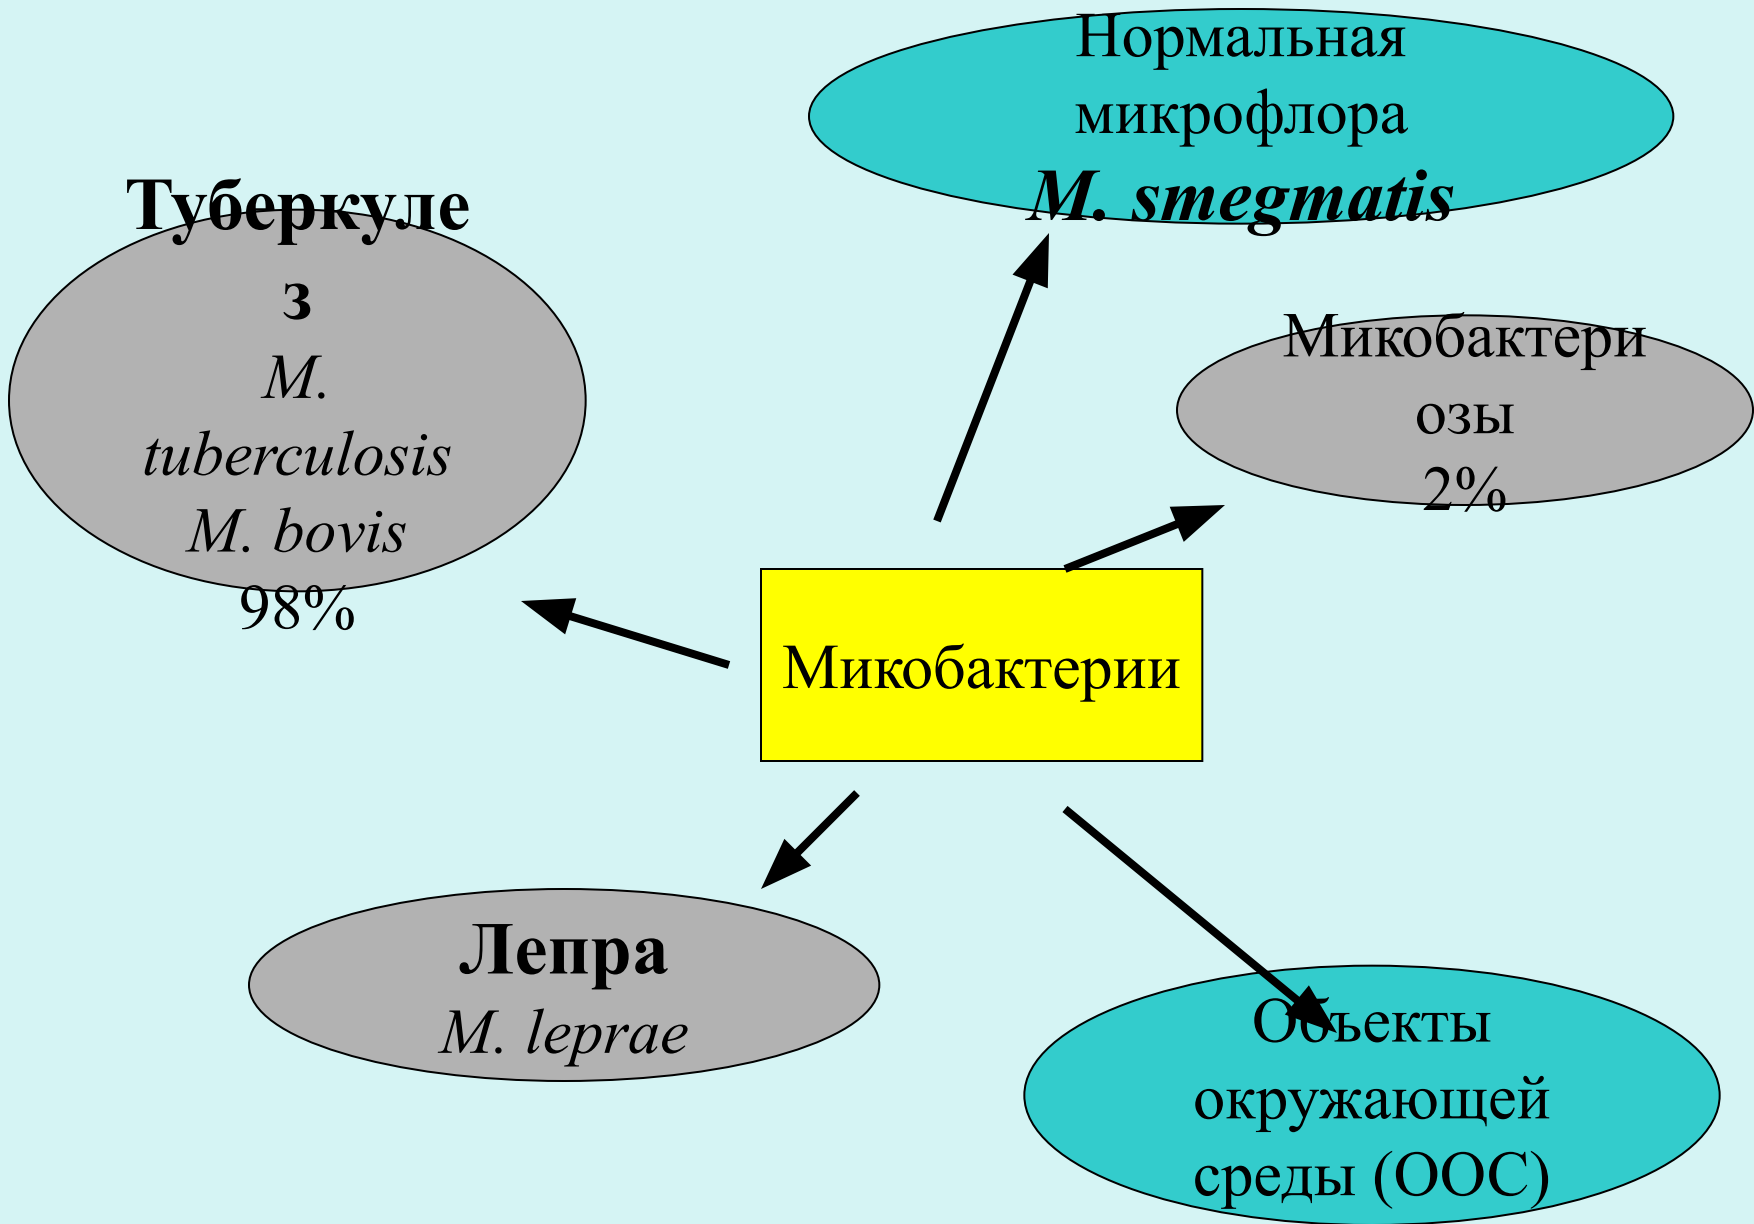 Нормальная
микрофлора
M. smegmatis
Туберкуле
з
M.
tuberculosis
M. bovis
98%
Микобактери
озы
2%
Микобактерии
Лепра
M. leprae
Объекты
окружающей
среды (ООС)